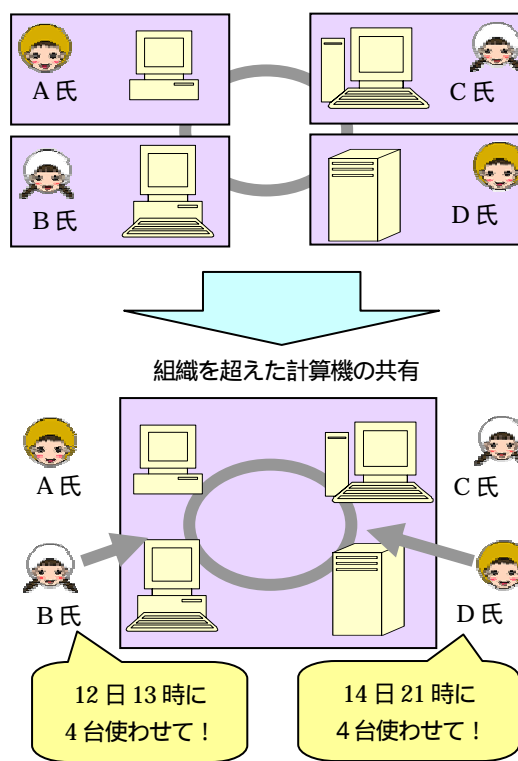 A 氏
C 氏
B 氏
D 氏
組織を超えた計算機の共有
A 氏
C 氏
B 氏
D 氏
12 日 13 時に
4 台使わせて！
14 日 21 時に
４台使わせて！